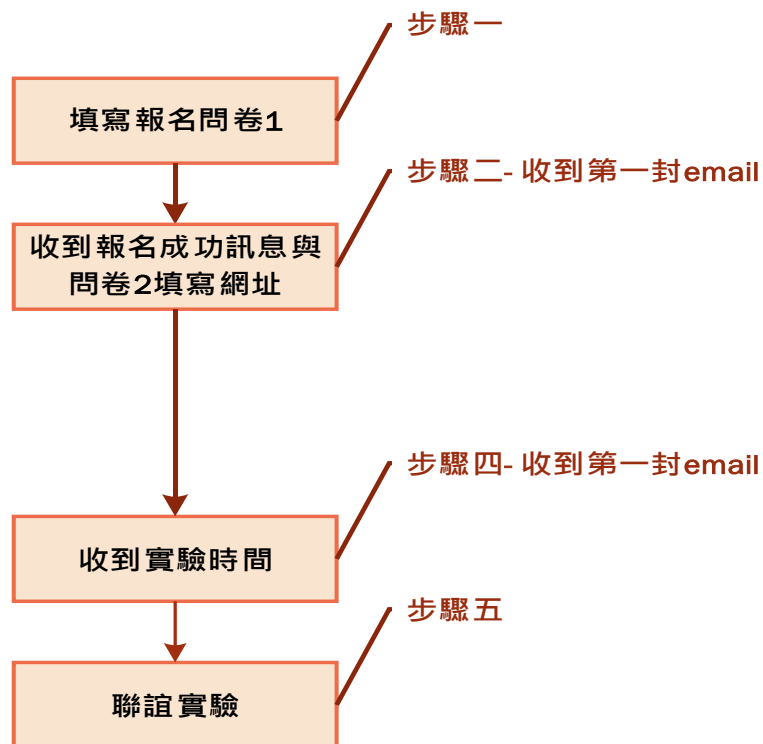 步驟一
填寫報名問卷1
步驟二- 收到第一封email
收到報名成功訊息與
問卷2填寫網址
步驟四- 收到第一封email
收到實驗時間
步驟五
聯誼實驗